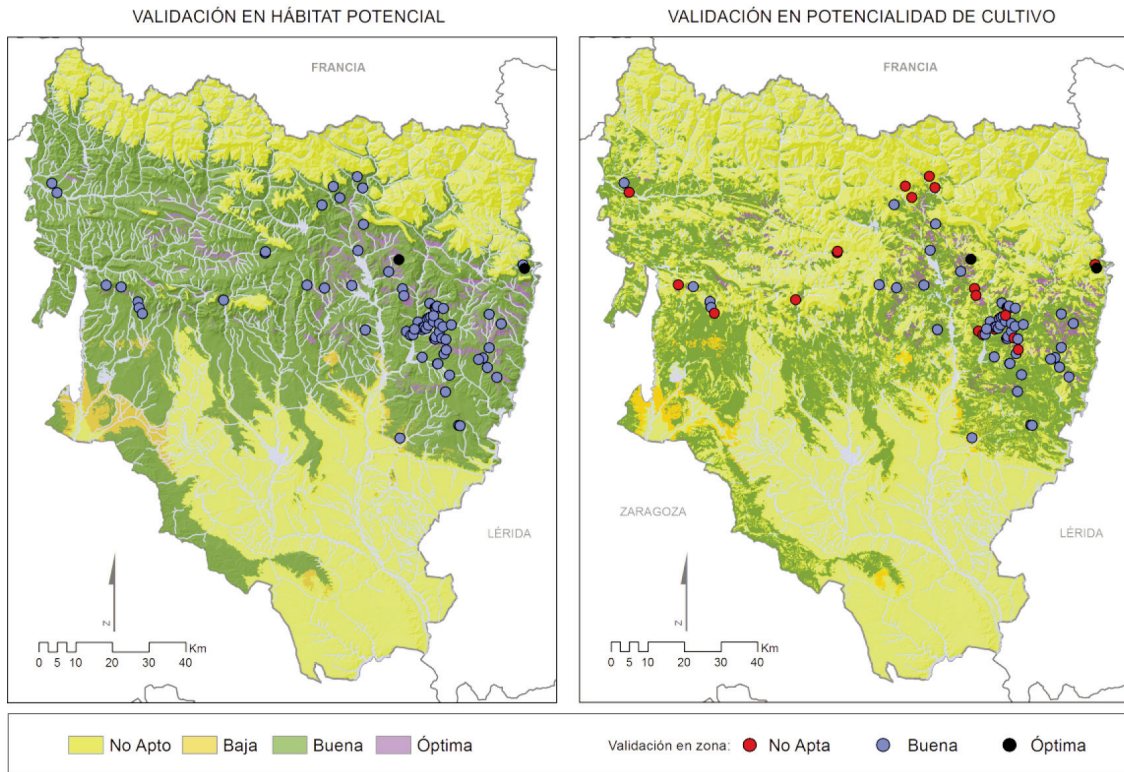 VALIDACIÓN EN HÁBITAT POTENCIAL
FRANCIA
LÉRIDA
N
Km
0 5 10 20 30 40
VALIDACIÓN EN POTENCIALIDAD DE CULTIVO
FRANCIA
ZARAGOZA
LÉRIDA
N
Km
0 5 10 20 30 40
No Apto Baja Buena Óptima Validación en zona: No Apta Buena Óptima